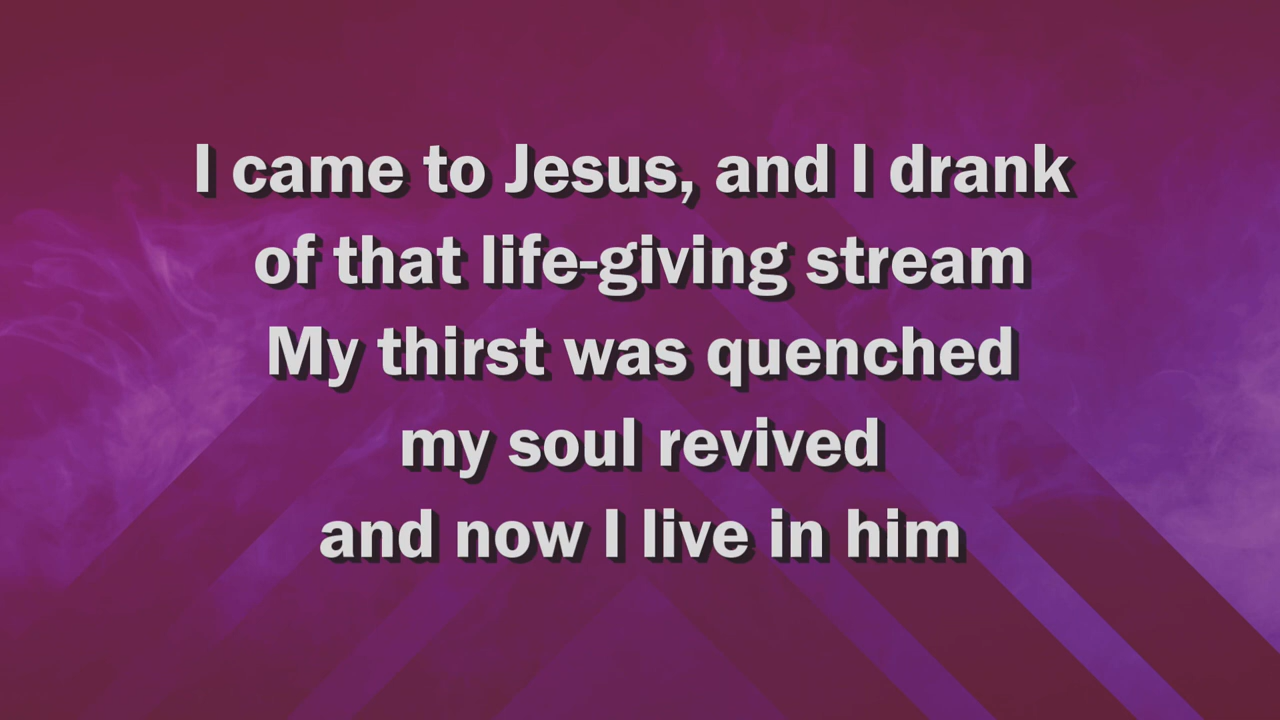 I came to Jesus, and I drank
of that life-giving stream
My thirst was quenched
my soul revived
and now I live in him